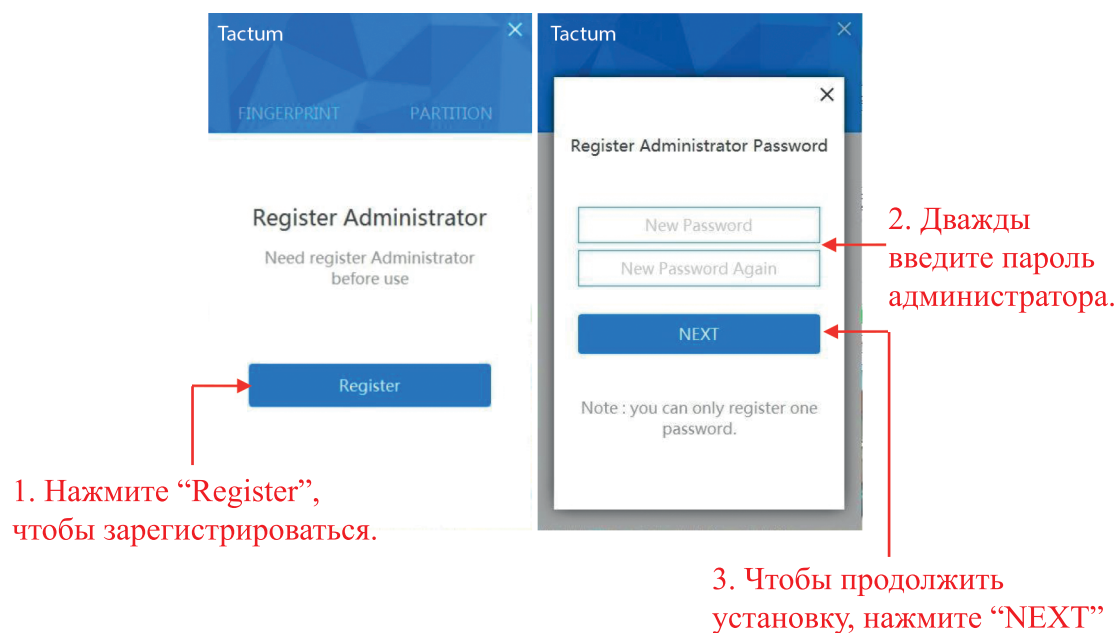 Tactum
FINGERPRINT PARTITION
Register Administrator
Need register Administrator
before use
Register
1. Нажмите “Register”,
чтобы зарегистрироваться.
Tactum
Register Administrator Password
New Password
New Password Again
NEXT
Note : you can only register one
password.
2. Дважды
введите пароль
администратора.
3. Чтобы продолжить
установку, нажмите “NEXT”